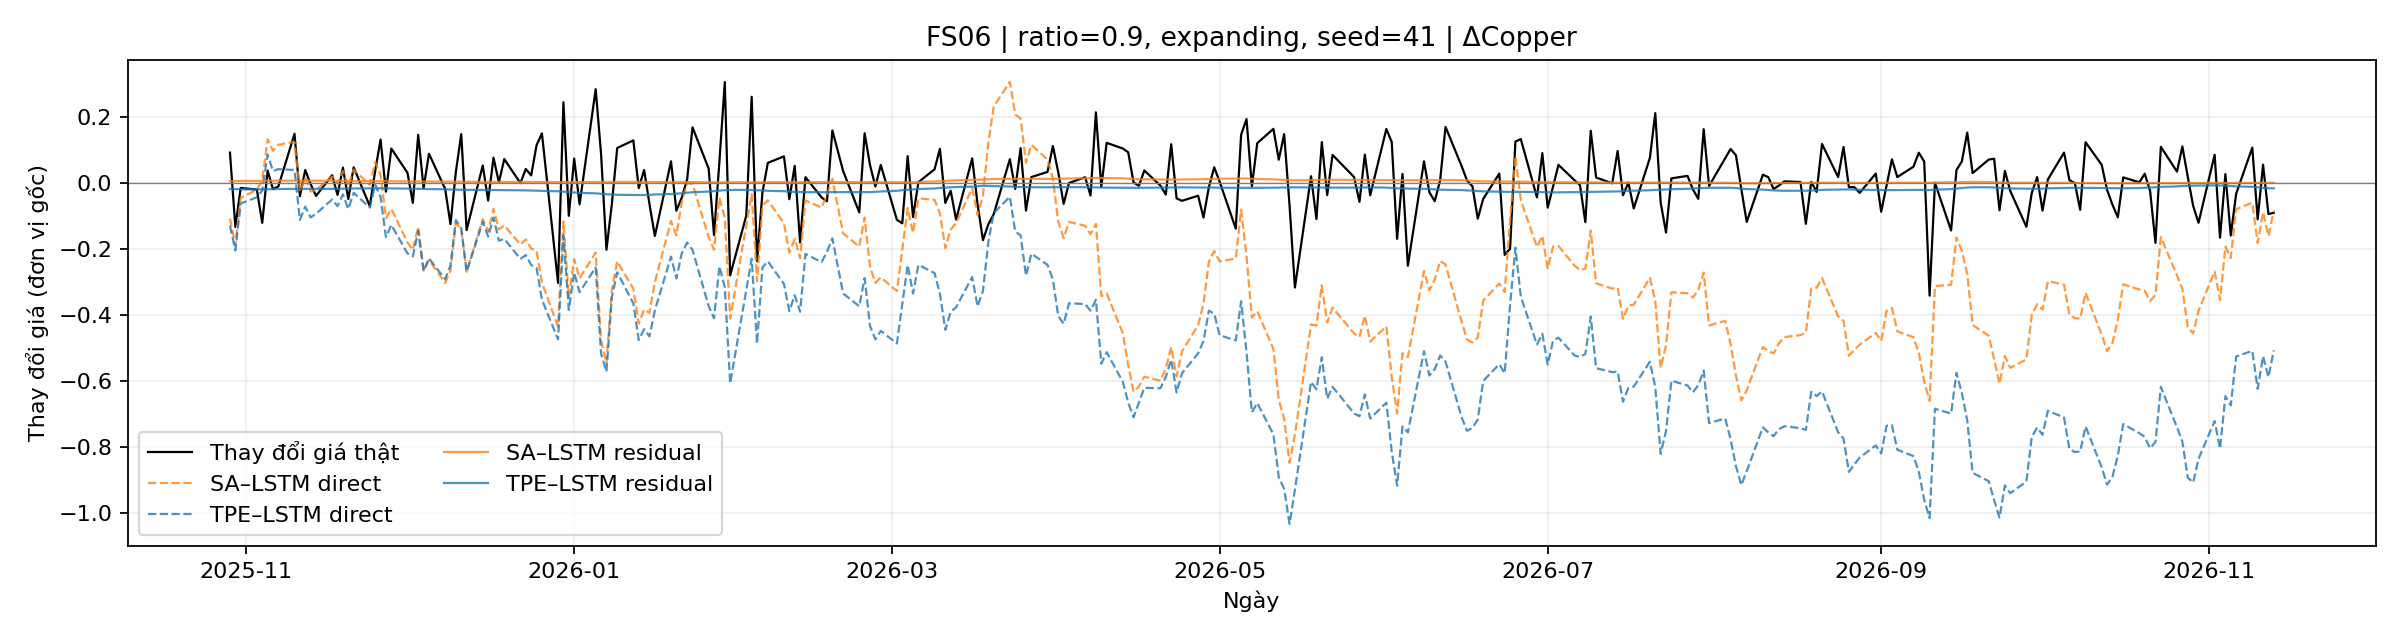 FS06 | ratio=0.9, expanding, seed=41 | ΔCopper
Thay đổi giá (đơn vị gốc)
0.2
0.0
−0.2
−0.4
−0.6
−0.8
−1.0
Thay đổi giá thật
SA–LSTM direct
TPE–LSTM direct
SA–LSTM residual
TPE–LSTM residual
2025-11
2026-01
2026-03
2026-05
2026-07
2026-09
2026-11
Ngày